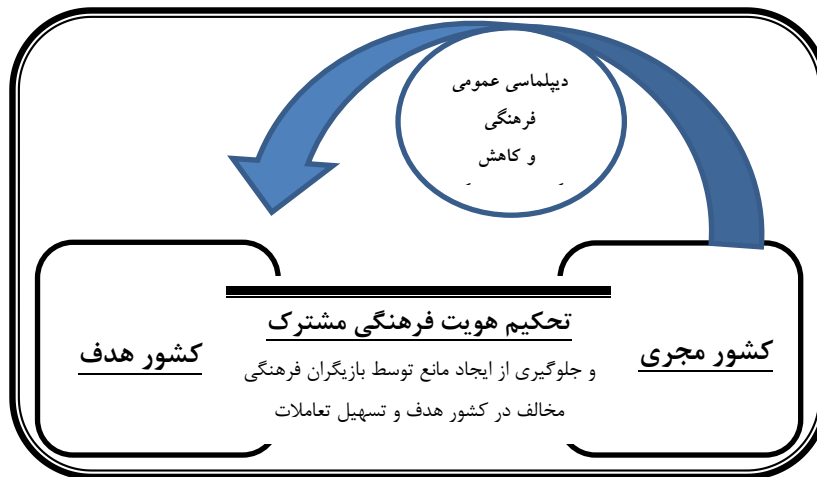 دیپلماسی عمومی
فرهنگی
و کاهش
کشور مجری
تحکیم هویت فرهنگی مشترک
و جلوگیری از ایجاد مانع توسط بازیگران فرهنگی
مخالف در کشور هدف و تسهیل تعاملات
کشور هدف